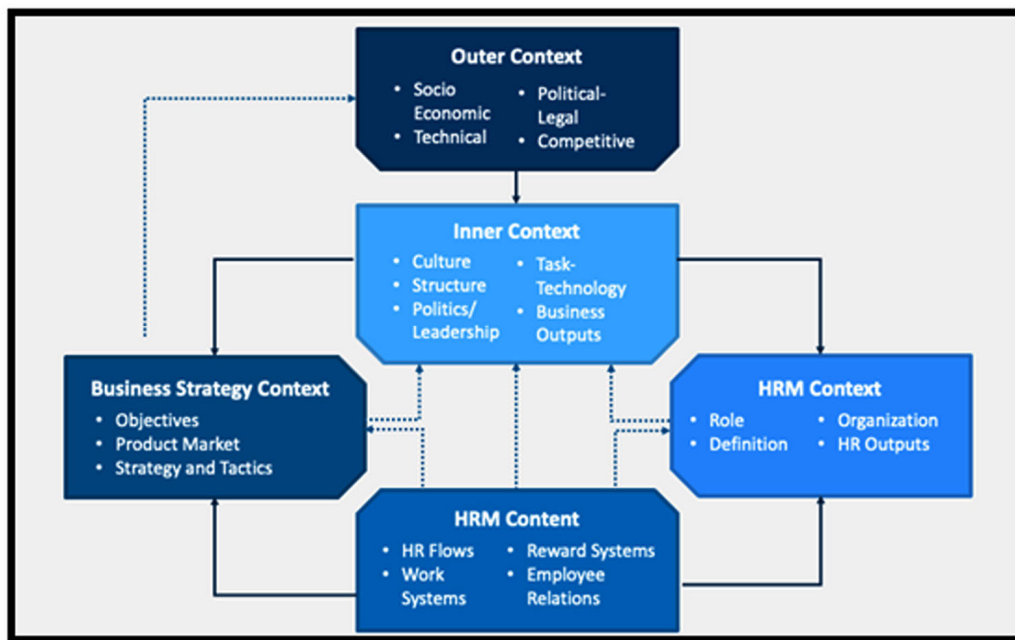 Outer Context
• Socio
Economic
• Technical
• Political-
Legal
• Competitive
Inner Context
• Culture
• Structure
• Politics/
Leadership
• Task-
Technology
• Business
Outputs
Business Strategy Context
• Objectives
• Product Market
• Strategy and Tactics
HRM Context
• Role
• Definition
• Organization
• HR Outputs
HRM Content
• HR Flows
• Work
Systems
• Reward Systems
• Employee
Relations